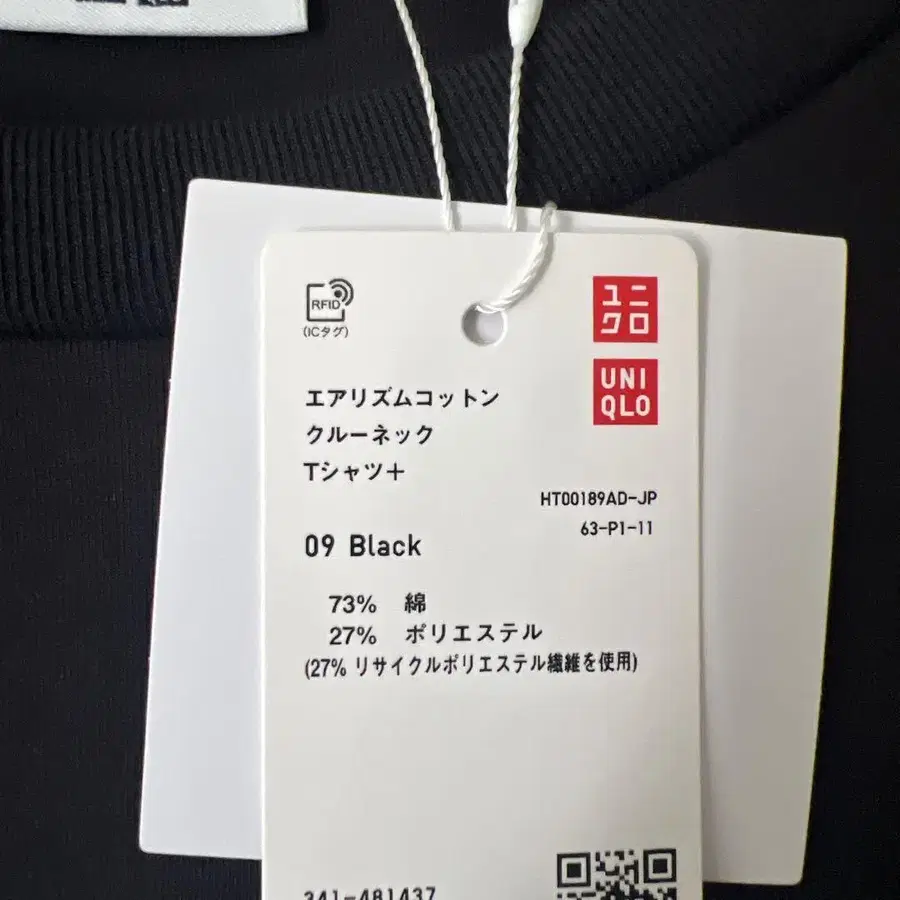 RFID
(ICタグ)
ユニ
クロ
UNI
QLO
エアリズムコットン
クルーネック
Tシャツ+
HT00189AD-JP
63-P1-11
09 Black
73% 綿
27% ポリエステル
(27% リサイクルポリエステル繊維を使用)
341-481437